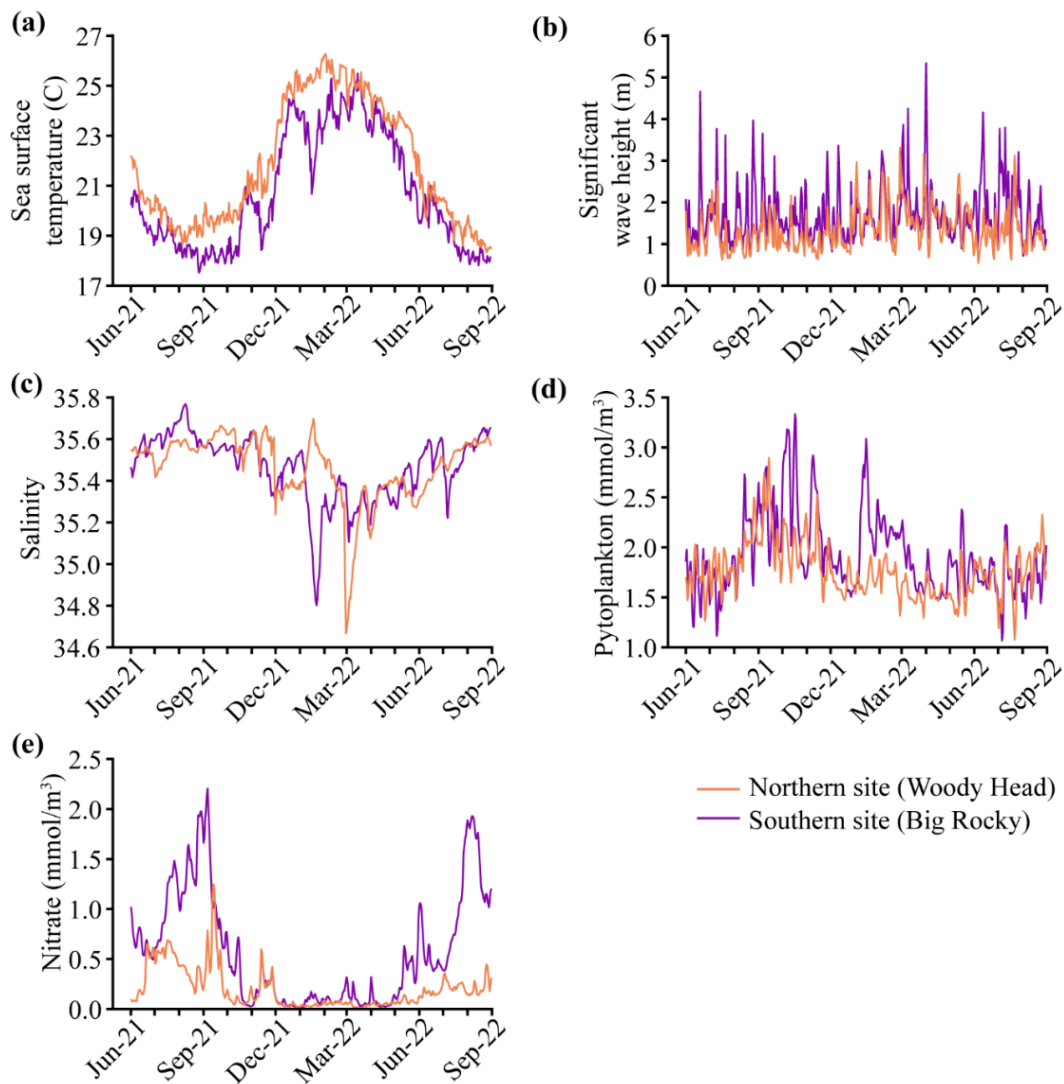 (a)
Sea surface
temperature (C)
27
25
23
21
19
17
Jun-21
Sep-21
Dec-21
Mar-22
Jun-22
Sep-22
(b)
Significant
wave height (m)
6
5
4
3
2
1
0
Jun-21
Sep-21
Dec-21
Mar-22
Jun-22
Sep-22
(c)
Salinity
35.8
35.6
35.4
35.2
35.0
34.8
34.6
Jun-21
Sep-21
Dec-21
Mar-22
Jun-22
Sep-22
(d)
Pytoplankton (mmol/m³)
3.5
3.0
2.5
2.0
1.5
1.0
Jun-21
Sep-21
Dec-21
Mar-22
Jun-22
Sep-22
(e)
Nitrate (mmol/m³)
2.5
2.0
1.5
1.0
0.5
0.0
Jun-21
Sep-21
Dec-21
Mar-22
Jun-22
Sep-22
Northern site (Woody Head)
Southern site (Big Rocky)